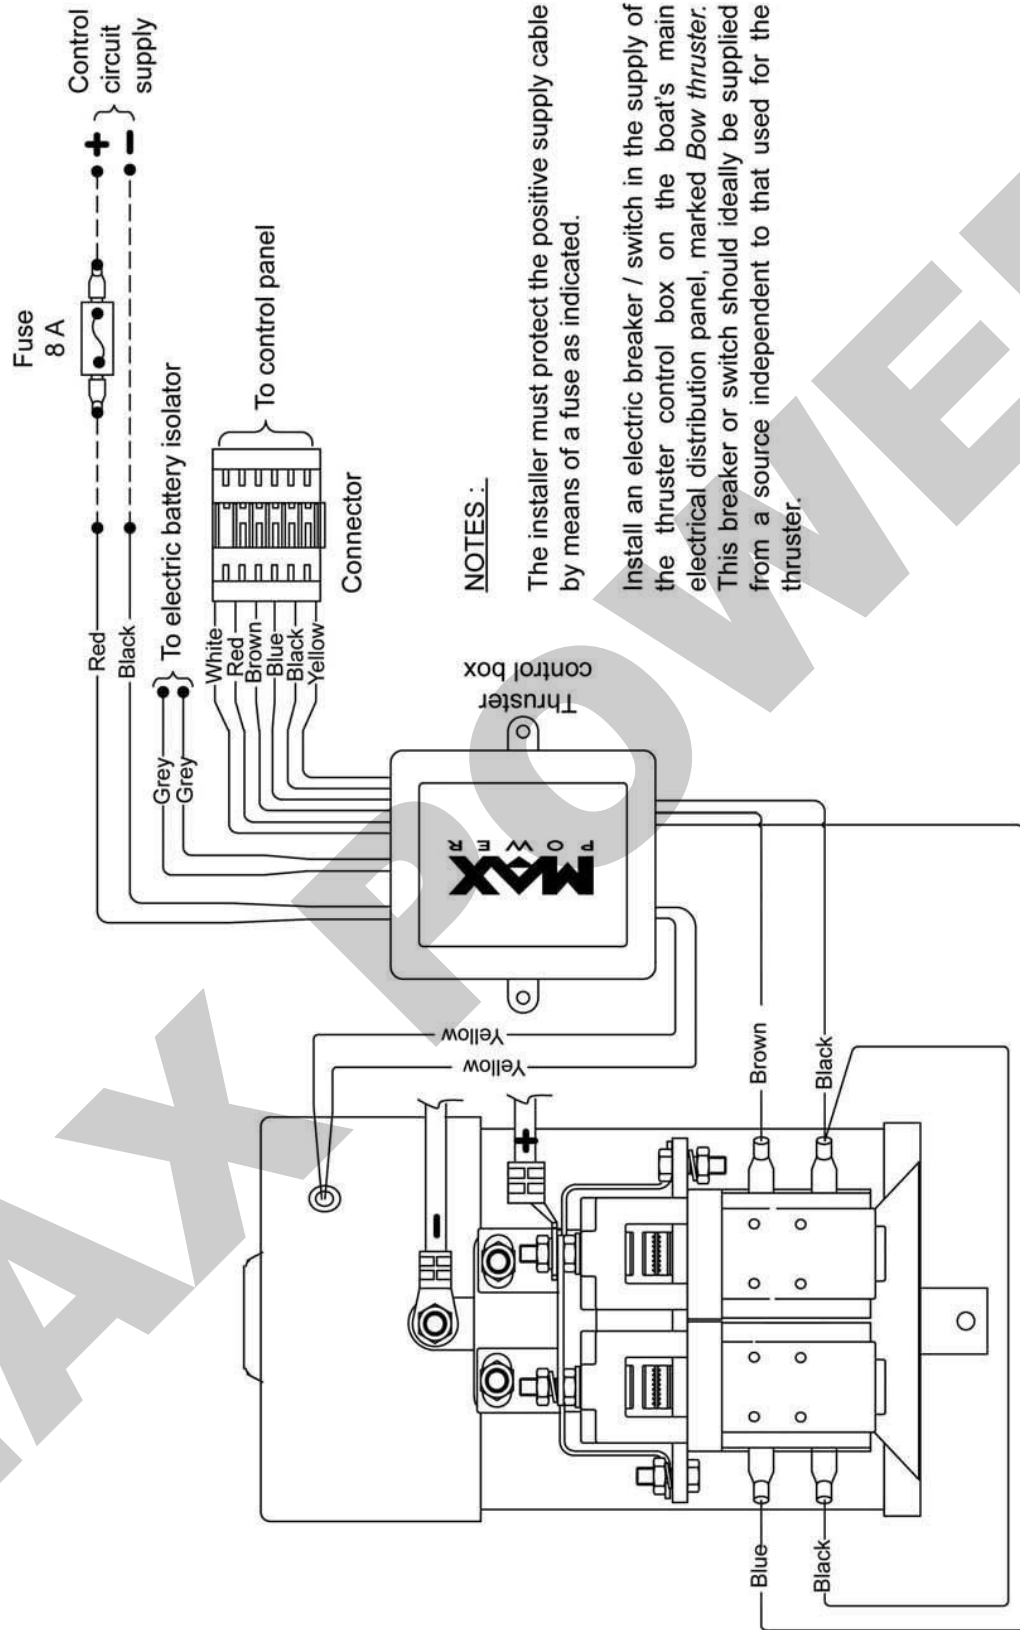 Fuse
8 A
Control
circuit
supply
+
−
Red
Black
Grey
Grey
To electric battery isolator
White
Red
Brown
Blue
Black
Yellow
To control panel
Connector
Thruster
control box
MAX
POWER
Yellow
Yellow
−
+
Brown
Black
Blue
Black
NOTES :
The installer must protect the positive supply cable
by means of a fuse as indicated.
Install an electric breaker / switch in the supply of
the thruster control box on the boat's main
electrical distribution panel, marked Bow thruster.
This breaker or switch should ideally be supplied
from a source independent to that used for the
thruster.
MAX POWER